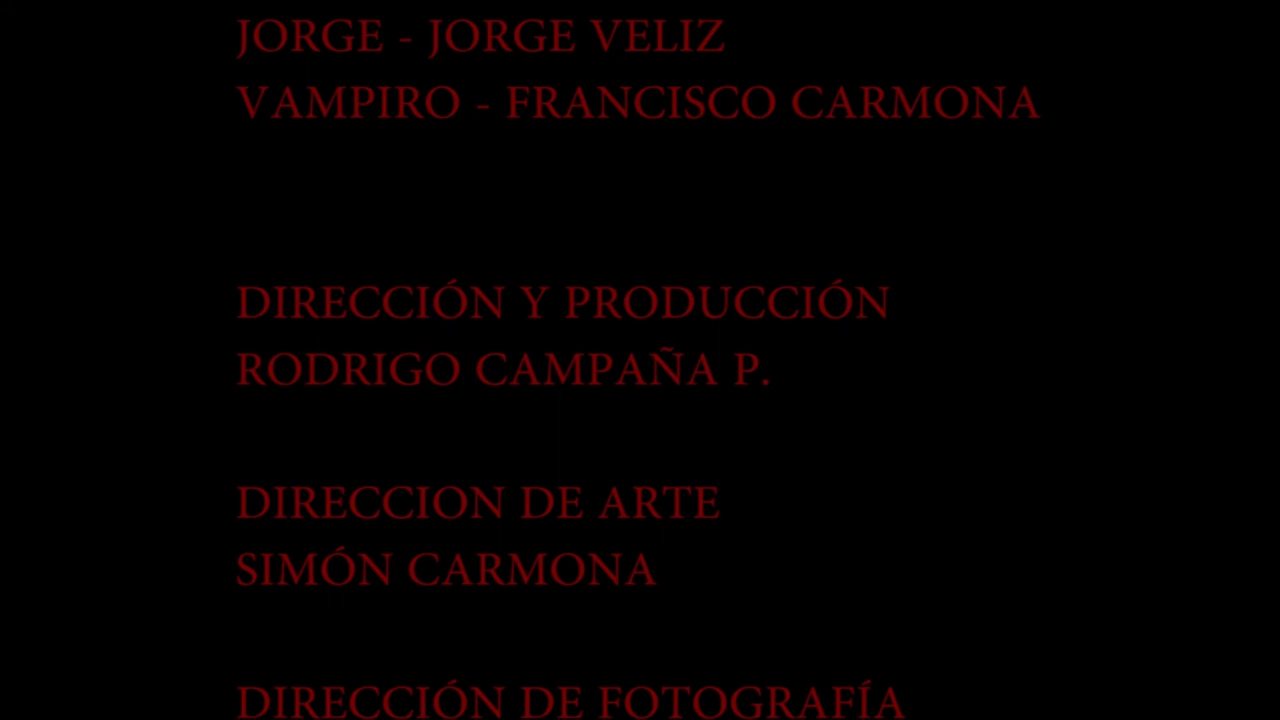 JORGE - JORGE VELIZ
VAMPIRO - FRANCISCO CARMONA
DIRECCIÓN Y PRODUCCIÓN
RODRIGO CAMPAÑA P.
DIRECCION DE ARTE
SIMÓN CARMONA
DIRECCIÓN DE FOTOGRAFÍA